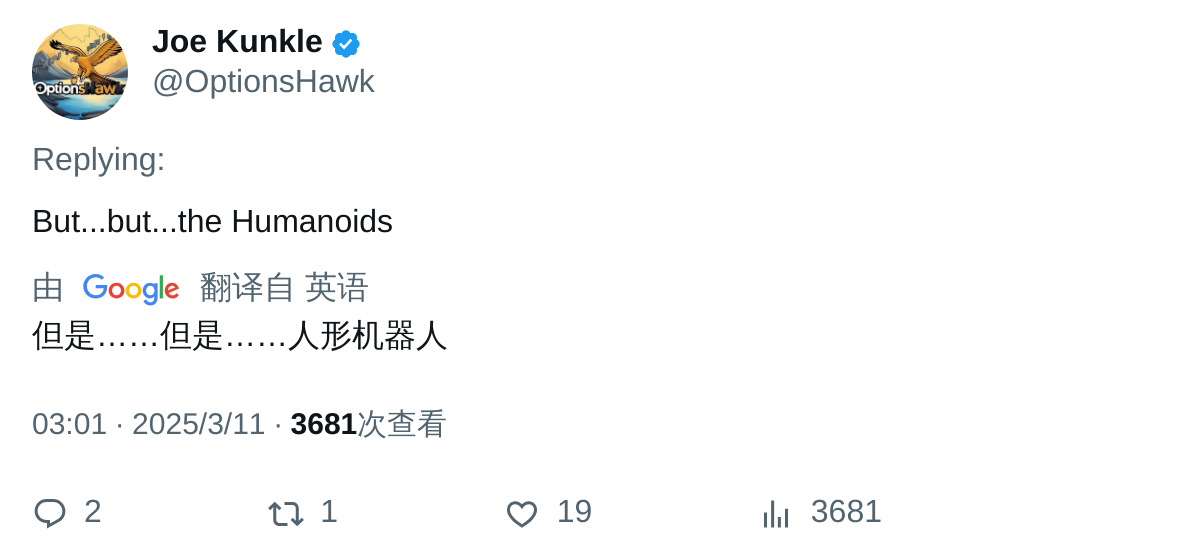 Joe Kunkle
@OptionsHawk
OptionsHawk
Replying:
But...but...the Humanoids
由 Google 翻译自 英语
但是……但是……人形机器人
03:01 · 2025/3/11 · 3681次查看
2 1 19 3681